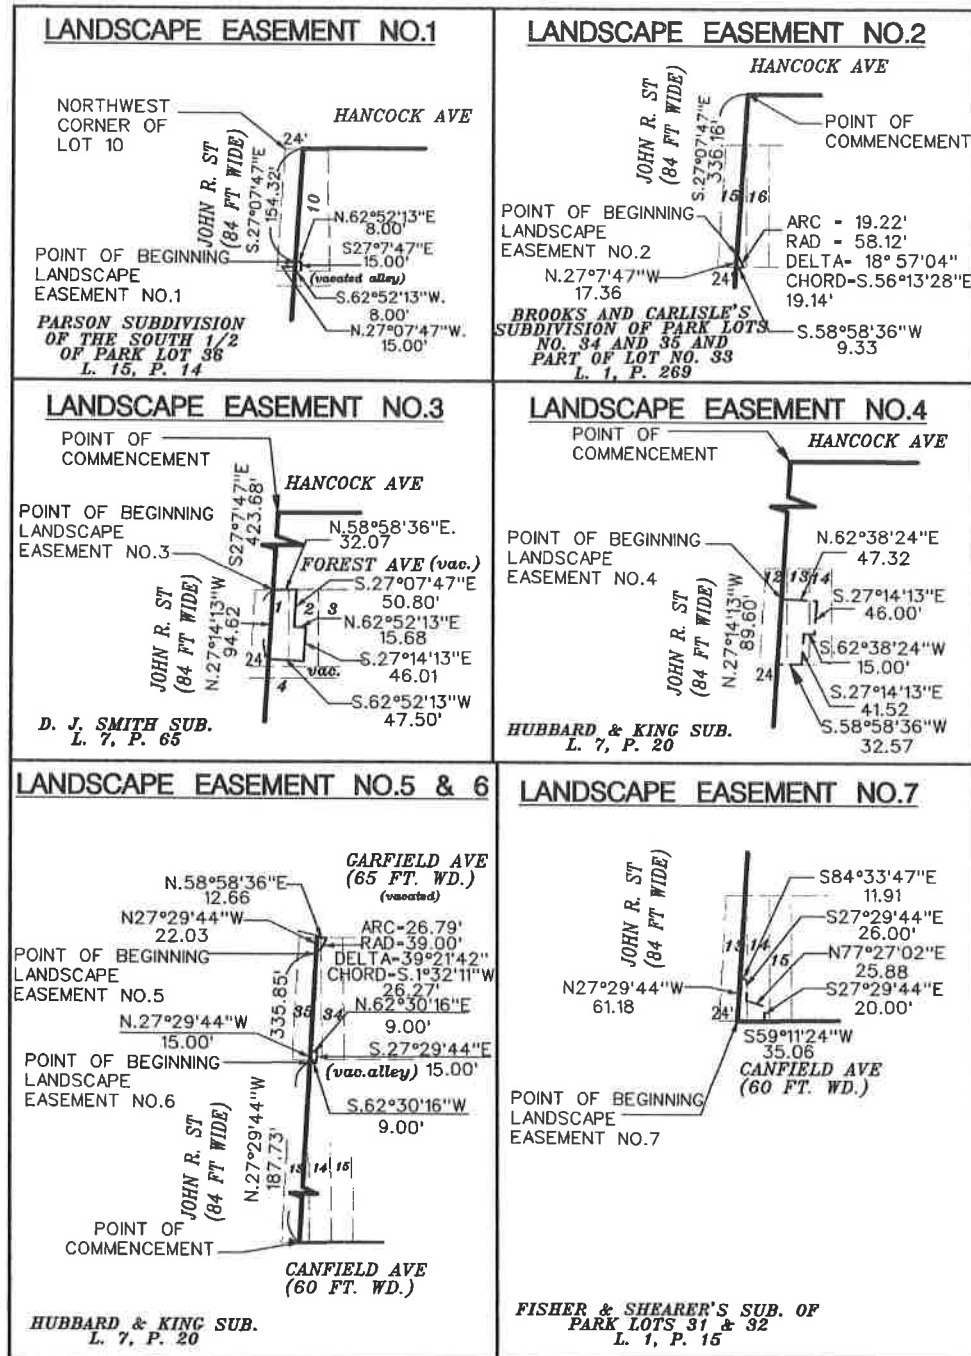 LANDSCAPE EASEMENT NO.1
NORTHWEST
CORNER OF
LOT 10
HANCOCK AVE
24'
JOHN R. ST
(84 FT WIDE)
S.27°07'47"E
154.32'
10
N.62°52'13"E
8.00'
POINT OF BEGINNING
LANDSCAPE
EASEMENT NO.1
S27°7'47"E
15.00'
(vacated alley)
S.62°52'13"W.
8.00'
N.27°07'47"W.
15.00'
PARSON SUBDIVISION
OF THE SOUTH 1/2
OF PARK LOT 36
L. 15, P. 14
LANDSCAPE EASEMENT NO.2
HANCOCK AVE
JOHN R. ST
(84 FT WIDE)
S.27°07'47"E
336.16'
POINT OF
COMMENCEMENT
15 16
POINT OF BEGINNING
LANDSCAPE
EASEMENT NO.2
ARC = 19.22'
RAD = 58.12'
DELTA= 18°57'04"
CHORD=S.56°13'28"E
19.14'
N.27°7'47"W
17.36
24'
S.58°58'36"W
9.33
BROOKS AND CARLISLE'S
SUBDIVISION OF PARK LOTS
NO. 34 AND 35 AND
PART OF LOT NO. 33
L. 1, P. 269
LANDSCAPE EASEMENT NO.3
POINT OF
COMMENCEMENT
HANCOCK AVE
S27°7'47"E
423.68'
POINT OF BEGINNING
LANDSCAPE
EASEMENT NO.3
N.58°58'36"E.
32.07
FOREST AVE (vac.)
S.27°07'47"E
50.80'
1 2 3
N.62°52'13"E
15.68
JOHN R. ST
(84 FT WIDE)
N.27°14'13"W
94.62
S.27°14'13"E
46.01
24'
vac.
4
S.62°52'13"W
47.50'
D. J. SMITH SUB.
L. 7, P. 65
LANDSCAPE EASEMENT NO.4
POINT OF
COMMENCEMENT
HANCOCK AVE
POINT OF BEGINNING
LANDSCAPE
EASEMENT NO.4
N.62°38'24"E
47.32
12 13 14
S.27°14'13"E
46.00'
JOHN R. ST
(84 FT WIDE)
N.27°14'13"W
89.60'
S.62°38'24"W
15.00'
24
S.27°14'13"E
41.52
S.58°58'36"W
32.57
HUBBARD & KING SUB.
L. 7, P. 20
LANDSCAPE EASEMENT NO.5 & 6
GARFIELD AVE
(65 FT. WD.)
(vacated)
N.58°58'36"E
12.66
N27°29'44"W
22.03
ARC=26.79'
RAD=39.00'
DELTA=39°21'42"
CHORD=S.1°32'11"W
26.27'
POINT OF BEGINNING
LANDSCAPE
EASEMENT NO.5
335.85'
35 34
N.62°30'16"E
9.00'
N.27°29'44"W
15.00'
S.27°29'44"E
(vac.alley) 15.00'
POINT OF BEGINNING
LANDSCAPE
EASEMENT NO.6
S.62°30'16"W
9.00'
JOHN R. ST
(84 FT WIDE)
N.27°29'44"W
187.73'
13 14 15
POINT OF
COMMENCEMENT
CANFIELD AVE
(60 FT. WD.)
HUBBARD & KING SUB.
L. 7, P. 20
LANDSCAPE EASEMENT NO.7
JOHN R. ST
(84 FT WIDE)
S84°33'47"E
11.91
S27°29'44"E
26.00'
13 14 15
N77°27'02"E
25.88
N27°29'44"W
61.18
S27°29'44"E
20.00'
24'
S59°11'24"W
35.06
CANFIELD AVE
(60 FT. WD.)
POINT OF BEGINNING
LANDSCAPE
EASEMENT NO.7
FISHER & SHEARER'S SUB. OF
PARK LOTS 31 & 32
L. 1, P. 15